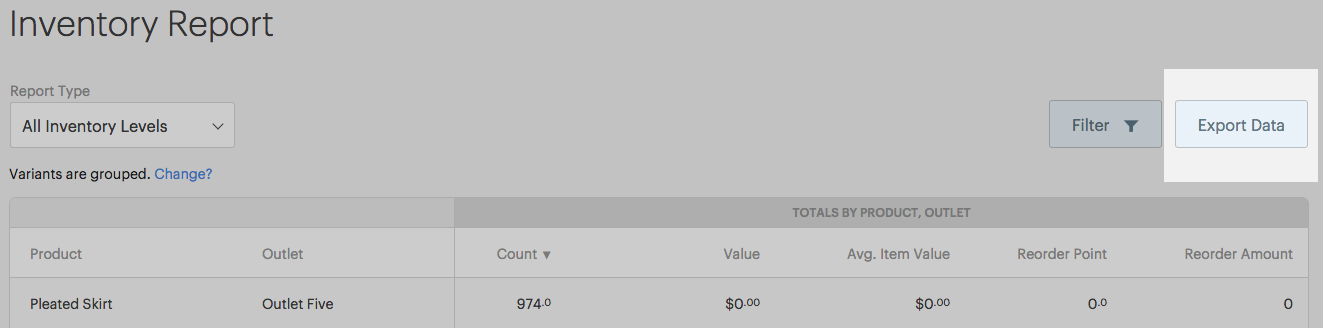 Inventory Report
Report Type
All Inventory Levels
Filter
Export Data
Variants are grouped. Change?
TOTALS BY PRODUCT, OUTLET
Product Outlet Count ▼ Value Avg. Item Value Reorder Point Reorder Amount
Pleated Skirt Outlet Five 974.0 $0.00 $0.00 0.0 0